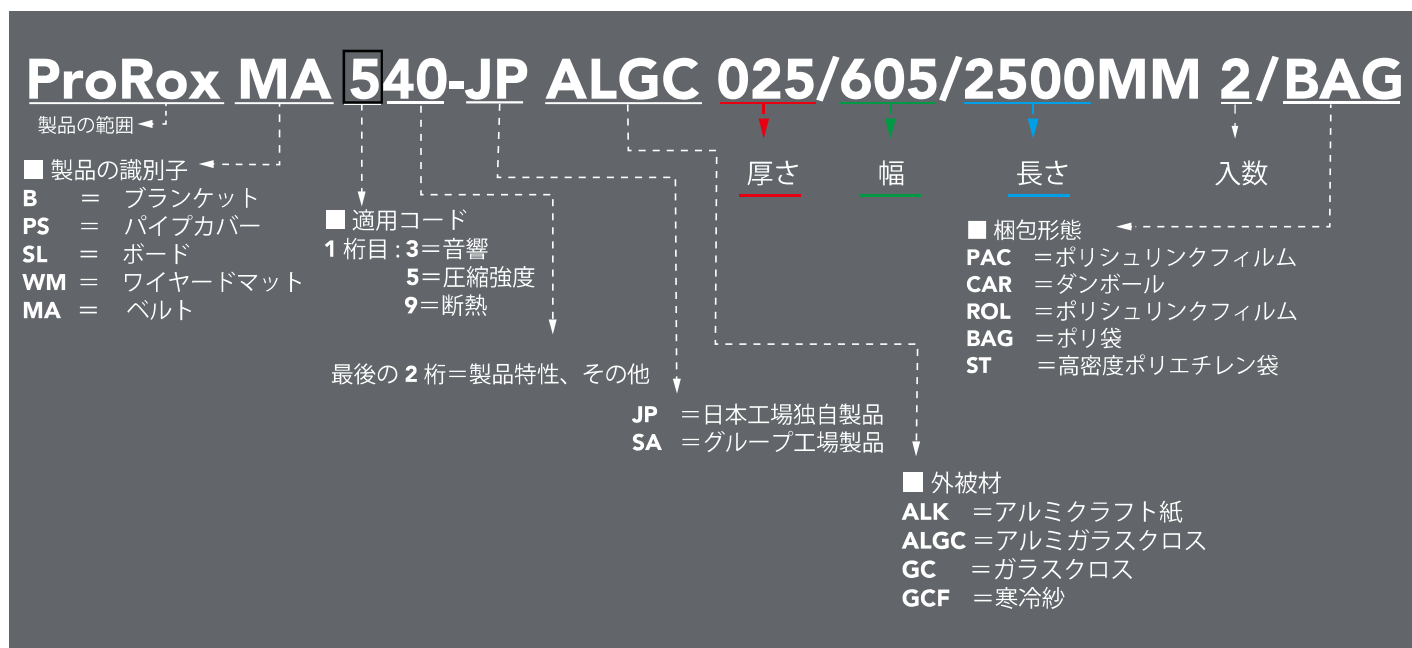 ProRox MA 540-JP ALGC 025/605/2500MM 2/BAG
製品の範囲
厚さ
幅
長さ
入数
■ 製品の識別子
B = ブランケット
PS = パイプカバー
SL = ボード
WM = ワイヤードマット
MA = ベルト
■ 適用コード
1 桁目 : 3=音響
5=圧縮強度
9=断熱
最後の 2 桁=製品特性、その他
JP =日本工場独自製品
SA =グループ工場製品
■ 外被材
ALK =アルミクラフト紙
ALGC =アルミガラスクロス
GC =ガラスクロス
GCF =寒冷紗
■ 梱包形態
PAC =ポリシュリンクフィルム
CAR =ダンボール
ROL =ポリシュリンクフィルム
BAG =ポリ袋
ST =高密度ポリエチレン袋